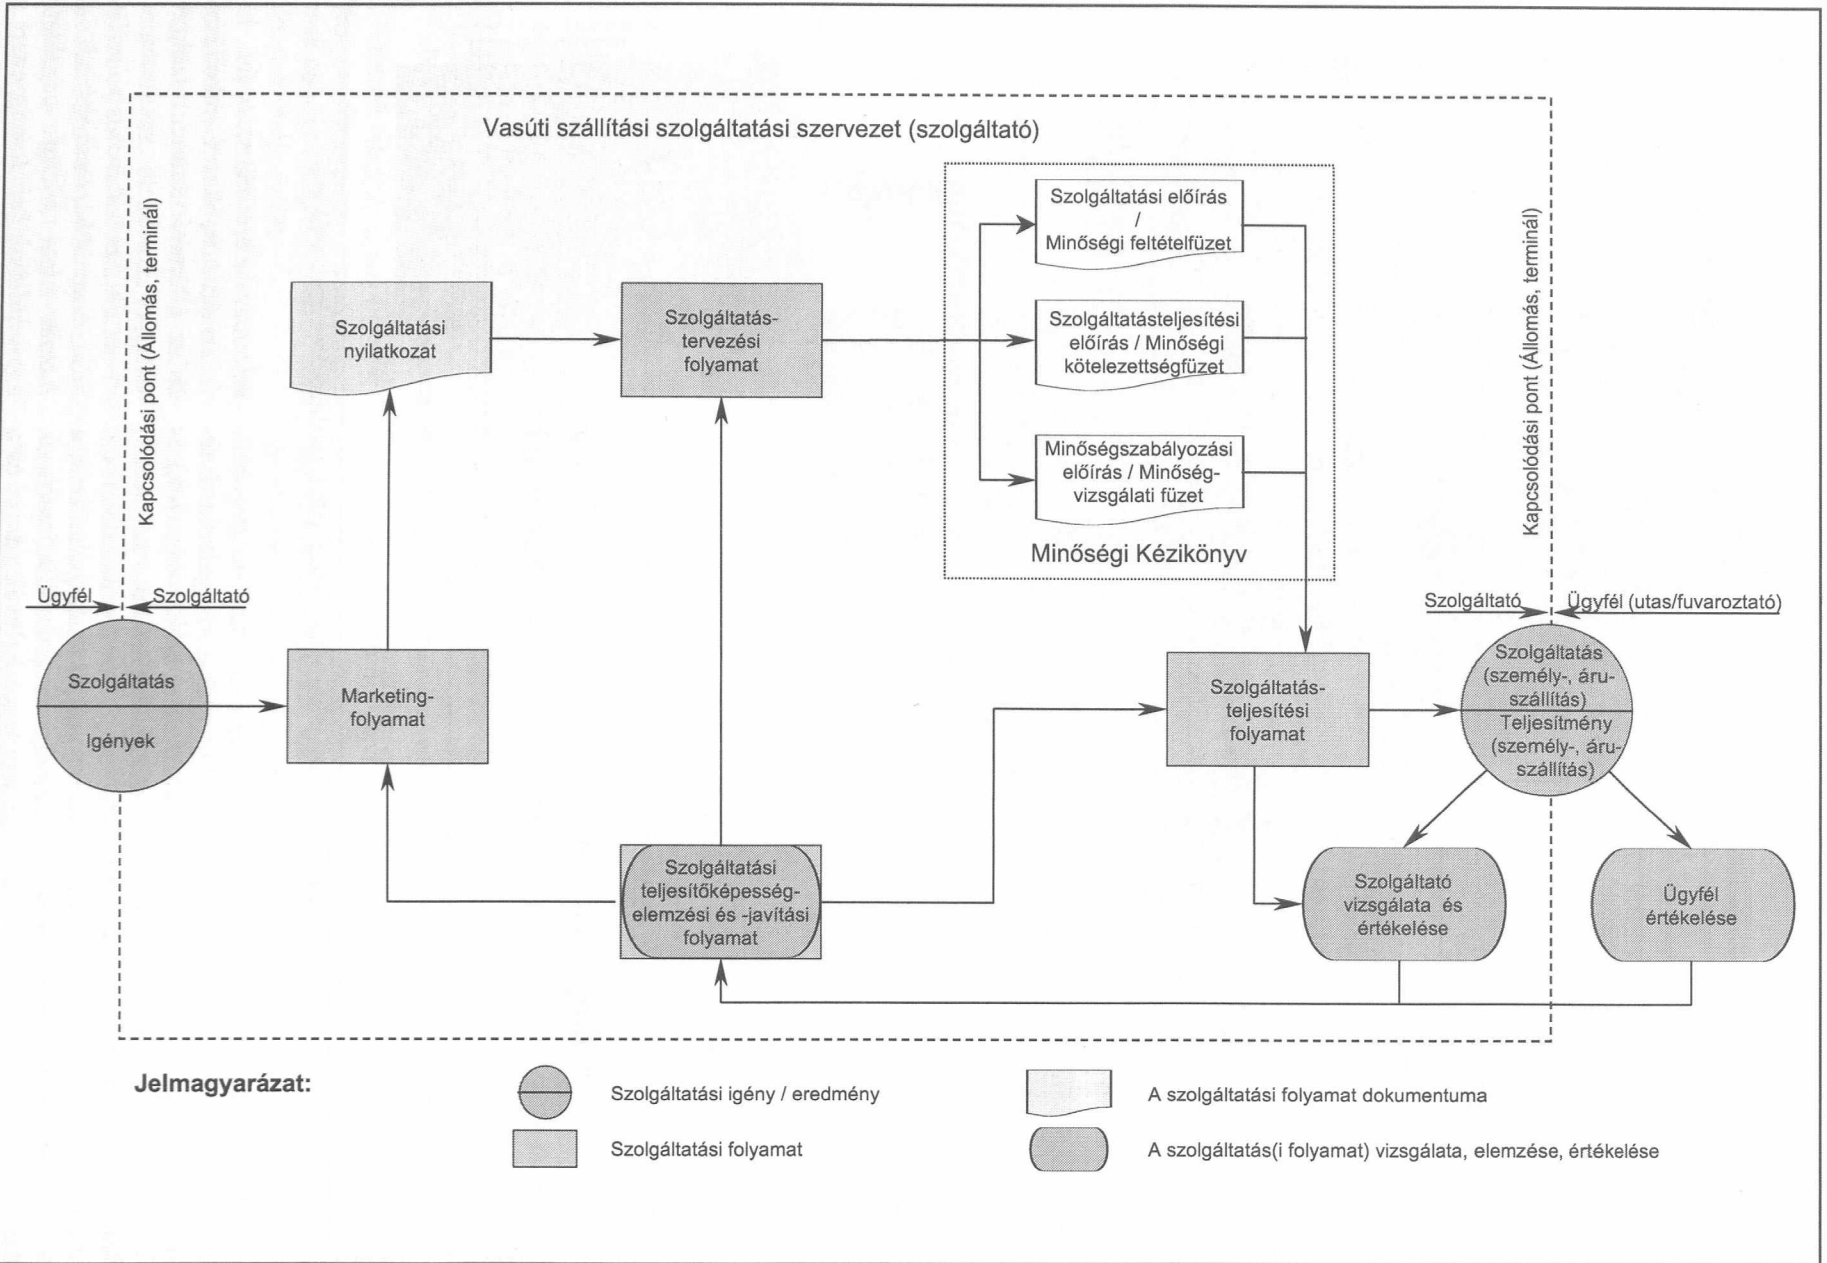 Vasúti szállítási szolgáltatási szervezet (szolgáltató)
Kapcsolódási pont (Állomás, terminál)
Szolgáltatási előírás
/
Minőségi feltételfüzet
Szolgáltatásteljesítési
előírás / Minőségi
kötelezettségfüzet
Minőségszabályozási
előírás / Minőség-
vizsgálati füzet
Minőségi Kézikönyv
Kapcsolódási pont (Állomás, terminál)
Szolgáltatási
nyilatkozat
Szolgáltatás-
tervezési
folyamat
Ügyfél
Szolgáltató
Szolgáltatás
Igények
Marketing-
folyamat
Szolgáltatás-
teljesítési
folyamat
Szolgáltató
Ügyfél (utas/fuvaroztató)
Szolgáltatás
(személy-, áru-
szállítás)
Teljesítmény
(személy-, áru-
szállítás)
Szolgáltatási
teljesítőképesség-
elemzési és -javítási
folyamat
Szolgáltató
vizsgálata és
értékelése
Ügyfél
értékelése
Jelmagyarázat:
Szolgáltatási igény / eredmény
Szolgáltatási folyamat
A szolgáltatási folyamat dokumentuma
A szolgáltatás(i folyamat) vizsgálata, elemzése, értékelése